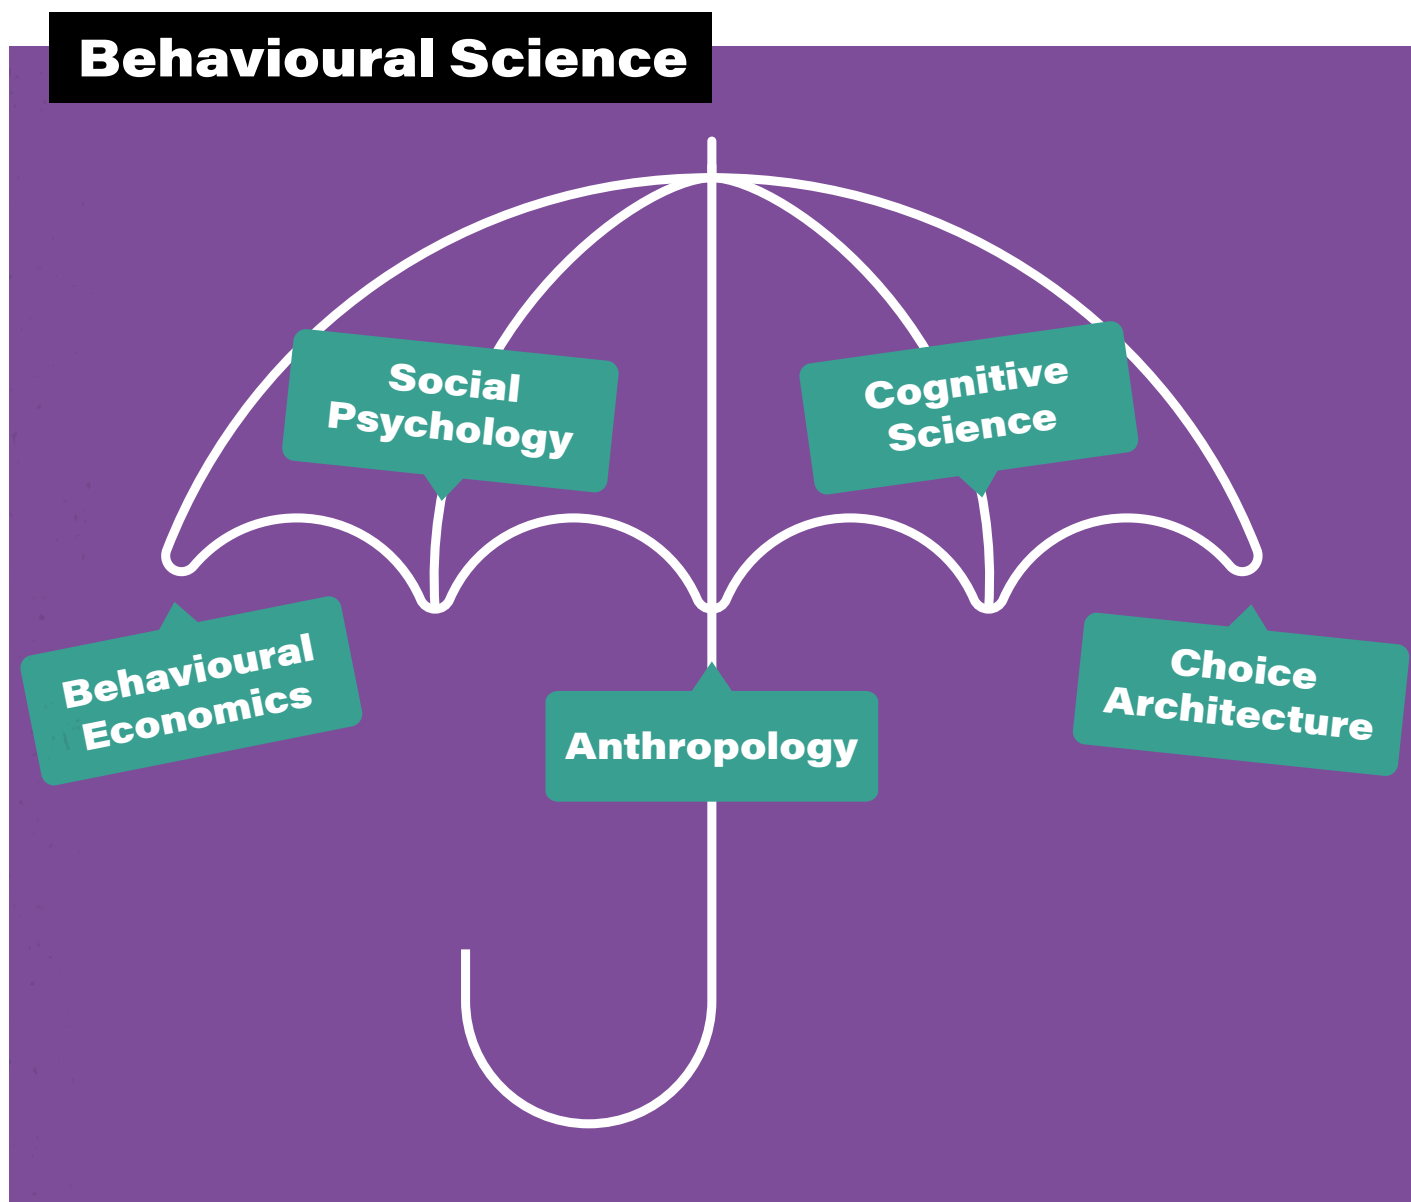 Behavioural Science
Social
Psychology
Cognitive
Science
Behavioural
Economics
Anthropology
Choice
Architecture